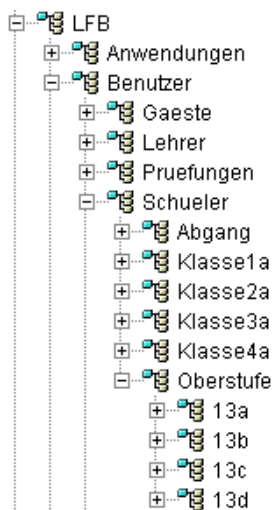 LFB
Anwendungen
Benutzer
Gaeste
Lehrer
Pruefungen
Schueler
Abgang
Klasse1a
Klasse2a
Klasse3a
Klasse4a
Oberstufe
13a
13b
13c
13d